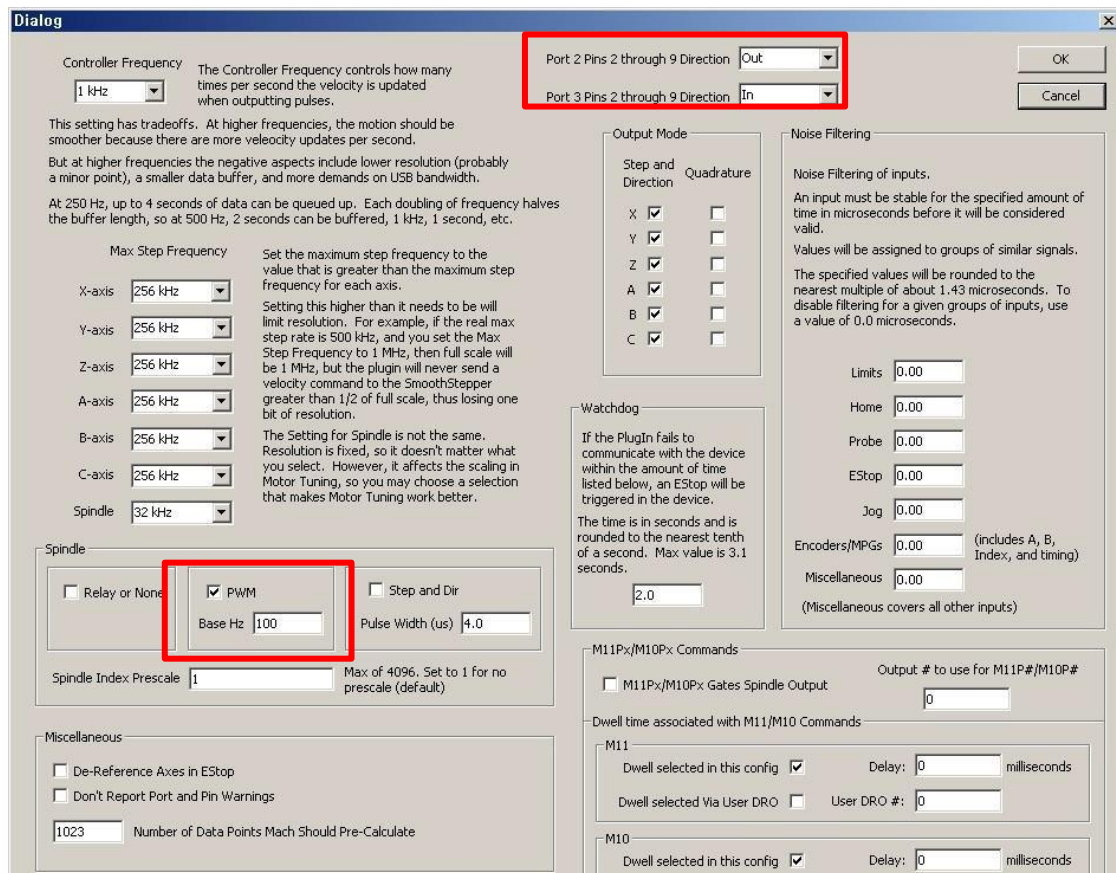 Dialog
Controller Frequency
1 kHz
The Controller Frequency controls how many
times per second the velocity is updated
when outputting pulses.
This setting has tradeoffs. At higher frequencies, the motion should be
smoother because there are more veleocity updates per second.
But at higher frequencies the negative aspects include lower resolution (probably
a minor point), a smaller data buffer, and more demands on USB bandwidth.
At 250 Hz, up to 4 seconds of data can be queued up. Each doubling of frequency halves
the buffer length, so at 500 Hz, 2 seconds can be buffered, 1 kHz, 1 second, etc.
Max Step Frequency
X-axis 256 kHz
Y-axis 256 kHz
Z-axis 256 kHz
A-axis 256 kHz
B-axis 256 kHz
C-axis 256 kHz
Spindle 32 kHz
Set the maximum step frequency to the
value that is greater than the maximum step
frequency for each axis.
Setting this higher than it needs to be will
limit resolution. For example, if the real max
step rate is 500 kHz, and you set the Max
Step Frequency to 1 MHz, then full scale will
be 1 MHz, but the plugin will never send a
velocity command to the SmoothStepper
greater than 1/2 of full scale, thus losing one
bit of resolution.
The Setting for Spindle is not the same.
Resolution is fixed, so it doesn't matter what
you select. However, it affects the scaling in
Motor Tuning, so you may choose a selection
that makes Motor Tuning work better.
Spindle
Relay or None
PWM
Base Hz 100
Step and Dir
Pulse Width (us) 4.0
Spindle Index Prescale 1
Max of 4096. Set to 1 for no
prescale (default)
Miscellaneous
De-Reference Axes in EStop
Don't Report Port and Pin Warnings
1023 Number of Data Points Mach Should Pre-Calculate
Port 2 Pins 2 through 9 Direction Out
Port 3 Pins 2 through 9 Direction In
OK
Cancel
Output Mode
Step and
Direction
Quadrature
X
Y
Z
A
B
C
Noise Filtering
Noise Filtering of inputs.
An input must be stable for the specified amount of
time in microseconds before it will be considered
valid.
Values will be assigned to groups of similar signals.
The specified values will be rounded to the
nearest multiple of about 1.43 microseconds. To
disable filtering for a given groups of inputs, use
a value of 0.0 microseconds.
Limits 0.00
Home 0.00
Probe 0.00
EStop 0.00
Jog 0.00
Encoders/MPGs 0.00 (includes A, B,
Index, and timing)
Miscellaneous 0.00
(Miscellaneous covers all other inputs)
Watchdog
If the PlugIn fails to
communicate with the device
within the amount of time
listed below, an EStop will be
triggered in the device.
The time is in seconds and is
rounded to the nearest tenth
of a second. Max value is 3.1
seconds.
2.0
M11Px/M10Px Commands
M11Px/M10Px Gates Spindle Output
Output # to use for M11P#/M10P#
0
Dwell time associated with M11/M10 Commands
M11
Dwell selected in this config Delay: 0 milliseconds
Dwell selected Via User DRO User DRO #: 0
M10
Dwell selected in this config Delay: 0 milliseconds